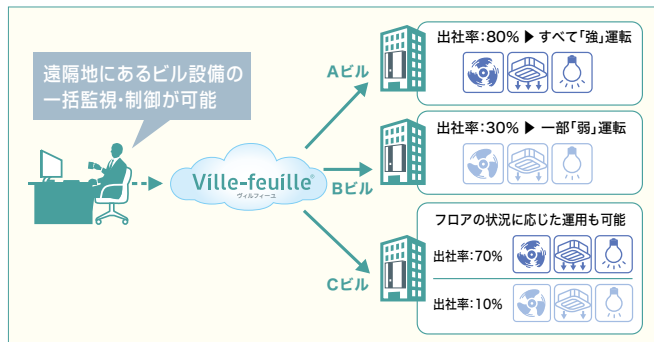 遠隔地にあるビル設備の
一括監視・制御が可能
Ville-feuille®
ヴィルフィーユ
Aビル
出社率:80% ▶ すべて「強」運転
Bビル
出社率:30% ▶ 一部「弱」運転
Cビル
フロアの状況に応じた運用も可能
出社率:70%
出社率:10%